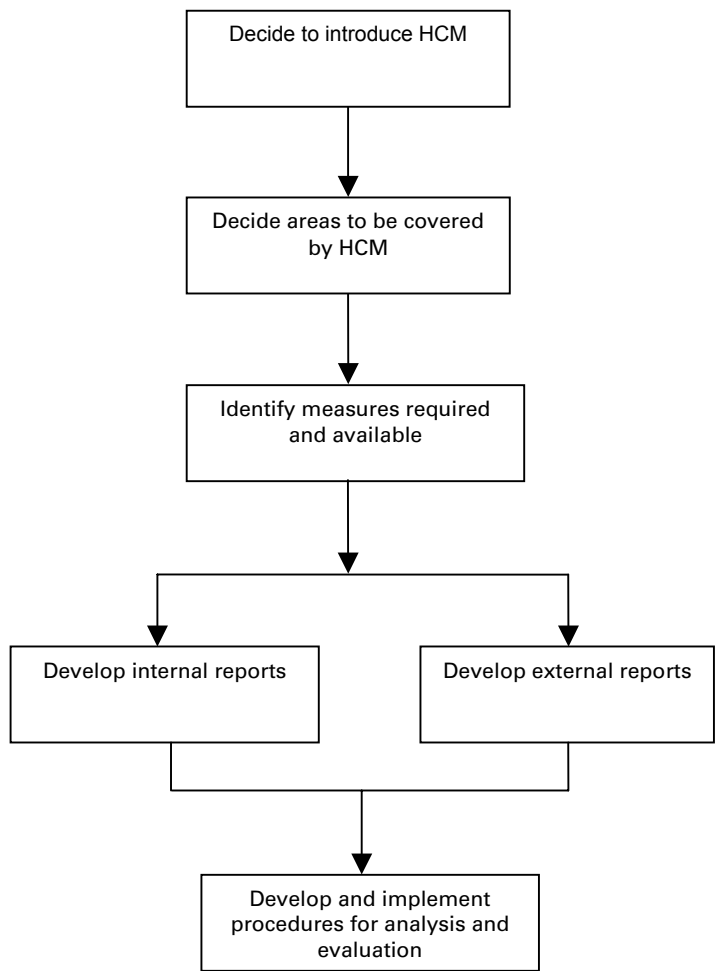 Decide to introduce HCM
Decide areas to be covered
by HCM
Identify measures required
and available
Develop internal reports
Develop external reports
Develop and implement
procedures for analysis and
evaluation